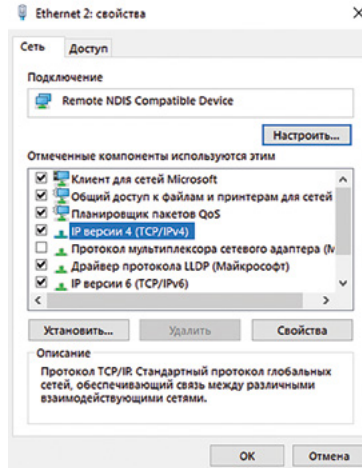 Ethernet 2: свойства
Сеть
Доступ
Подключение
Remote NDIS Compatible Device
Настроить...
Отмеченные компоненты используются этим
Клиент для сетей Microsoft
Общий доступ к файлам и принтерам для сетей
Планировщик пакетов QoS
IP версии 4 (TCP/IPv4)
Протокол мультиплексора сетевого адаптера (
Драйвер протокола LLDP (Майкрософт)
IP версии 6 (TCP/IPv6)
Установить...
Удалить
Свойства
Описание
Протокол TCP/IP. Стандартный протокол глобальных
сетей, обеспечивающий связь между различными
взаимодействующими сетями.
OK
Отмена